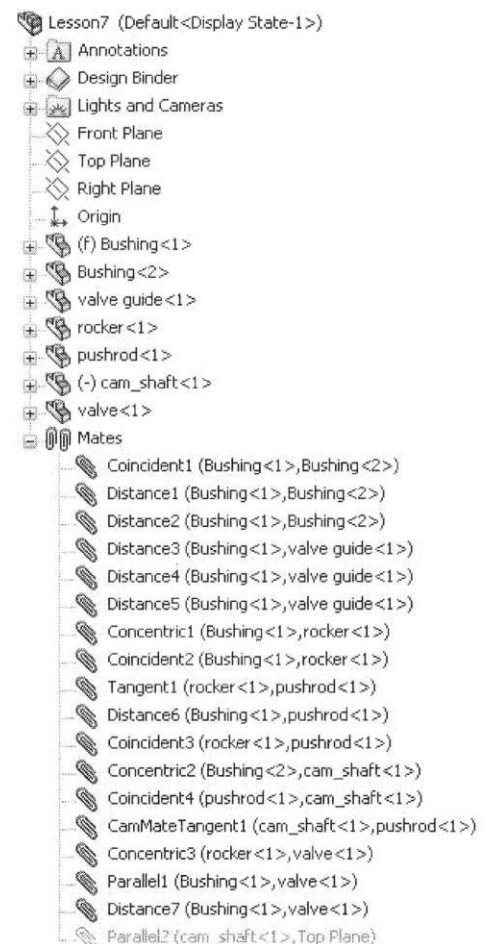 Lesson7 (Default<Display State-1>)
Annotations
Design Binder
Lights and Cameras
Front Plane
Top Plane
Right Plane
Origin
(f) Bushing<1>
Bushing<2>
valve guide<1>
rocker<1>
pushrod<1>
(-) cam_shaft<1>
valve<1>
Mates
Coincident1 (Bushing<1>,Bushing<2>)
Distance1 (Bushing<1>,Bushing<2>)
Distance2 (Bushing<1>,Bushing<2>)
Distance3 (Bushing<1>,valve guide<1>)
Distance4 (Bushing<1>,valve guide<1>)
Distance5 (Bushing<1>,valve guide<1>)
Concentric1 (Bushing<1>,rocker<1>)
Coincident2 (Bushing<1>,rocker<1>)
Tangent1 (rocker<1>,pushrod<1>)
Distance6 (Bushing<1>,pushrod<1>)
Coincident3 (rocker<1>,pushrod<1>)
Concentric2 (Bushing<2>,cam_shaft<1>)
Coincident4 (pushrod<1>,cam_shaft<1>)
CamMateTangent1 (cam_shaft<1>,pushrod<1>)
Concentric3 (rocker<1>,valve<1>)
Parallel1 (Bushing<1>,valve<1>)
Distance7 (Bushing<1>,valve<1>)
Parallel2 (cam_shaft<1>,Top Plane)